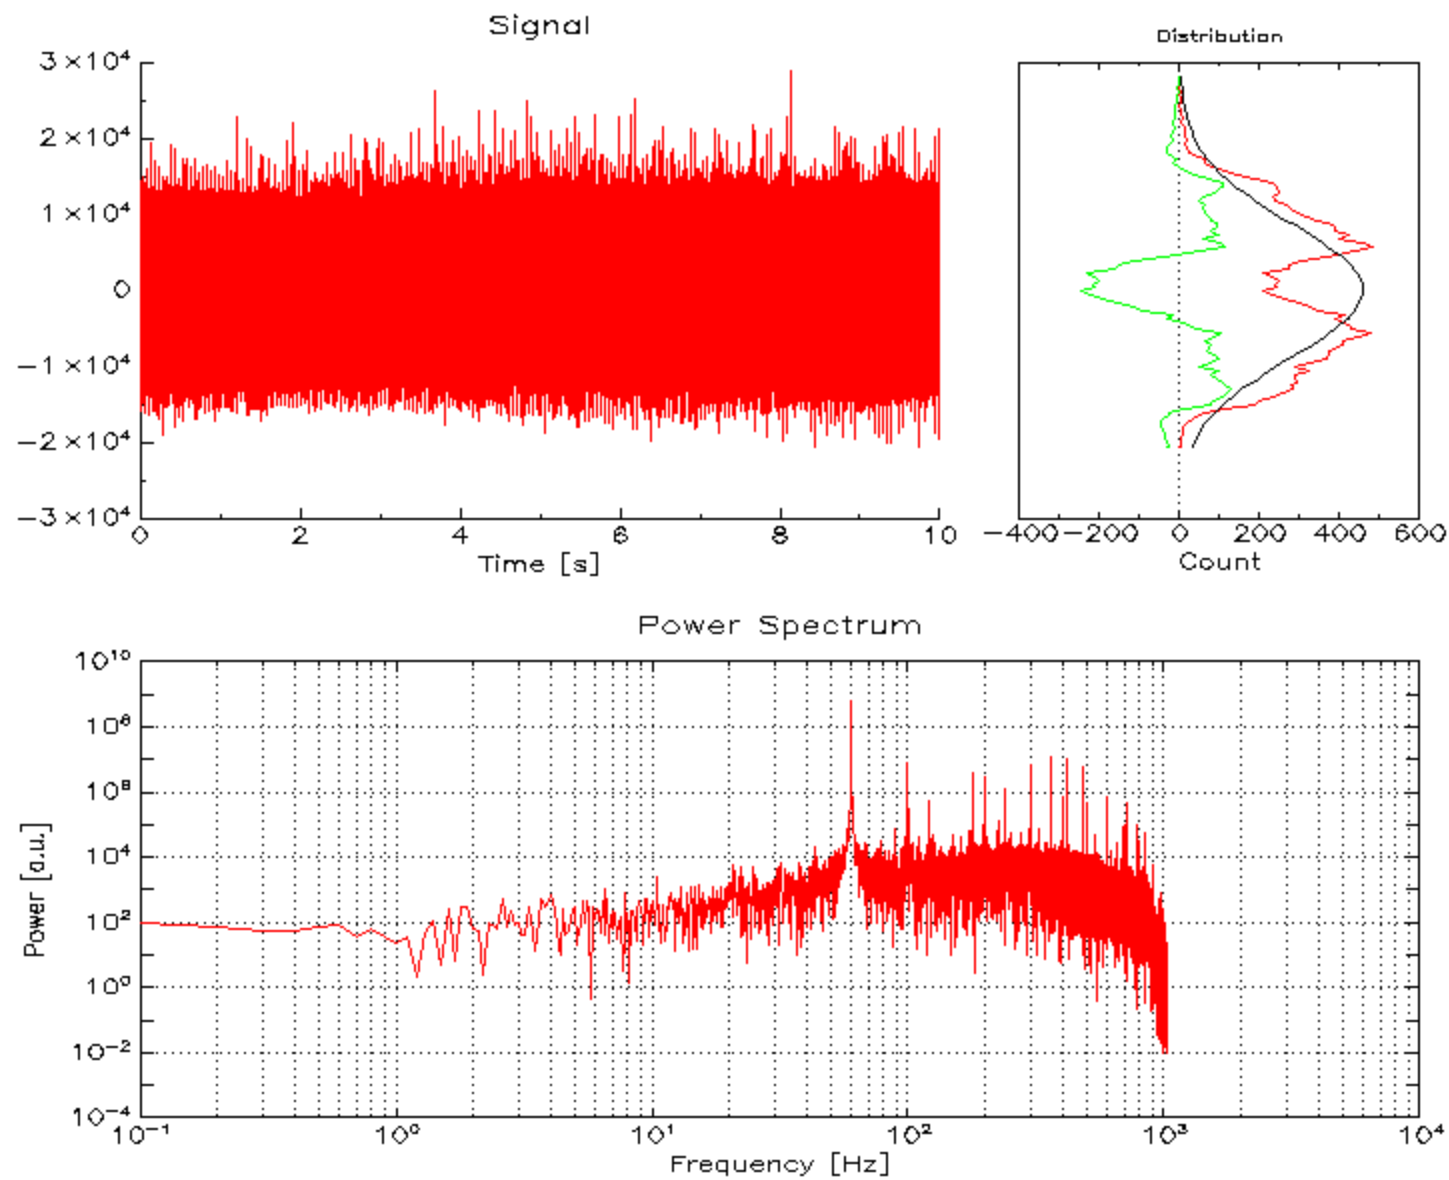 Signal
Distribution
3×10⁴
2×10⁴
1×10⁴
0
−1×10⁴
−2×10⁴
−3×10⁴
0 2 4 6 8 10
Time [s]
−400 −200 0 200 400 600
Count
Power Spectrum
10¹⁰
10⁸
10⁶
10⁴
10²
10⁰
10⁻²
10⁻⁴
Power [a.u.]
10⁻¹ 10⁰ 10¹ 10² 10³ 10⁴
Frequency [Hz]